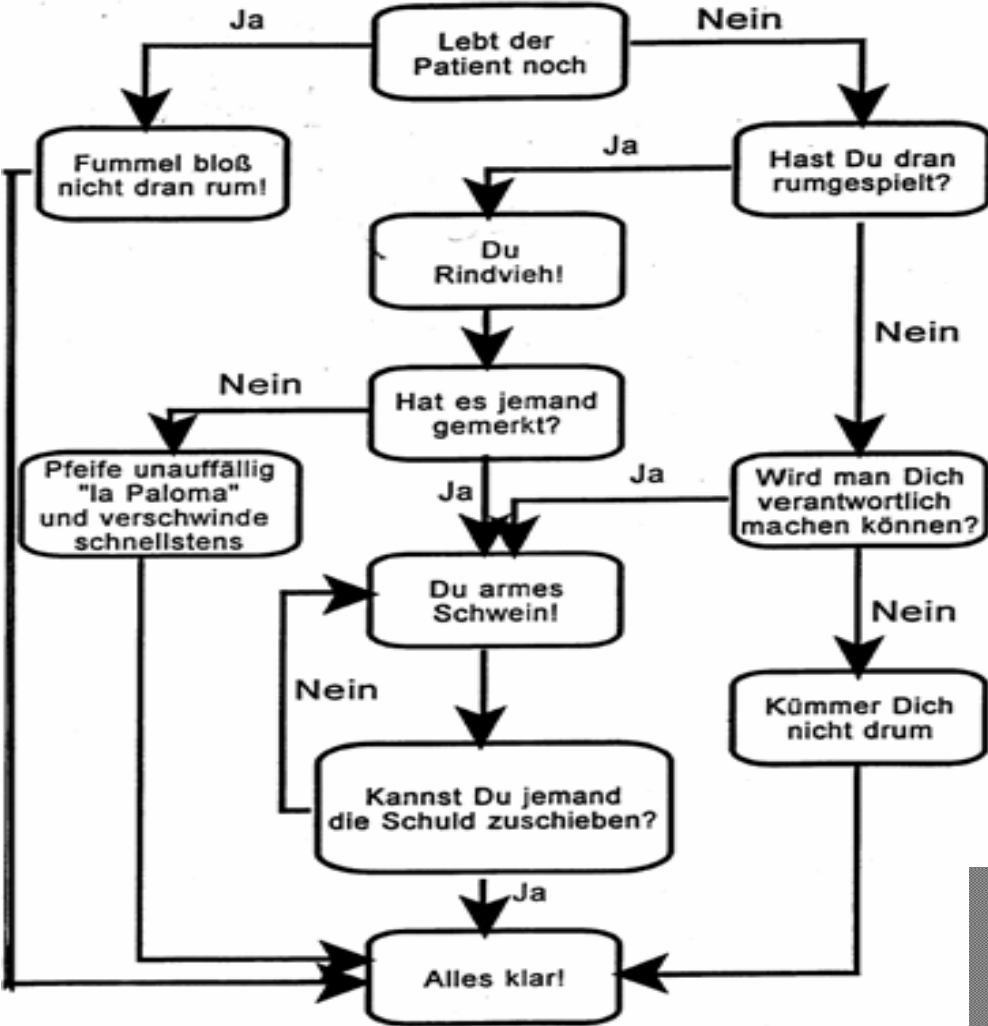 Ja
Lebt der
Patient noch
Nein
Fummel bloß
nicht dran rum!
Ja
Hast Du dran
rumgespielt?
Du
Rindvieh!
Nein
Nein
Hat es jemand
gemerkt?
Pfeife unauffällig
"la Paloma"
und verschwinde
schnellstens
Ja
Ja
Wird man Dich
verantwortlich
machen können?
Du armes
Schwein!
Nein
Nein
Kümmer Dich
nicht drum
Kannst Du jemand
die Schuld zuschieben?
Ja
Alles klar!